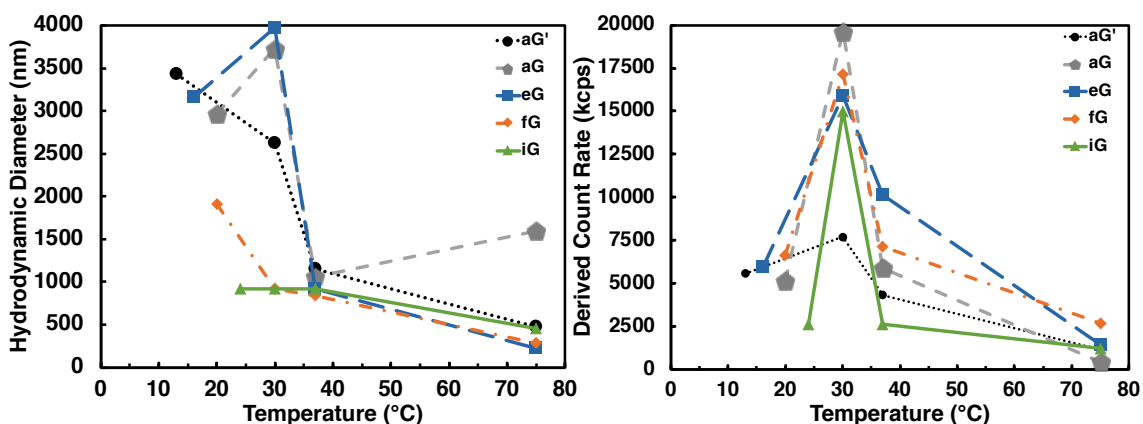 Hydrodynamic Diameter (nm)
4000
3500
3000
2500
2000
1500
1000
500
0
0 10 20 30 40 50 60 70 80
Temperature (°C)
aG'
aG
eG
fG
iG
Derived Count Rate (kcps)
20000
17500
15000
12500
10000
7500
5000
2500
0
0 10 20 30 40 50 60 70 80
Temperature (°C)
aG'
aG
eG
fG
iG